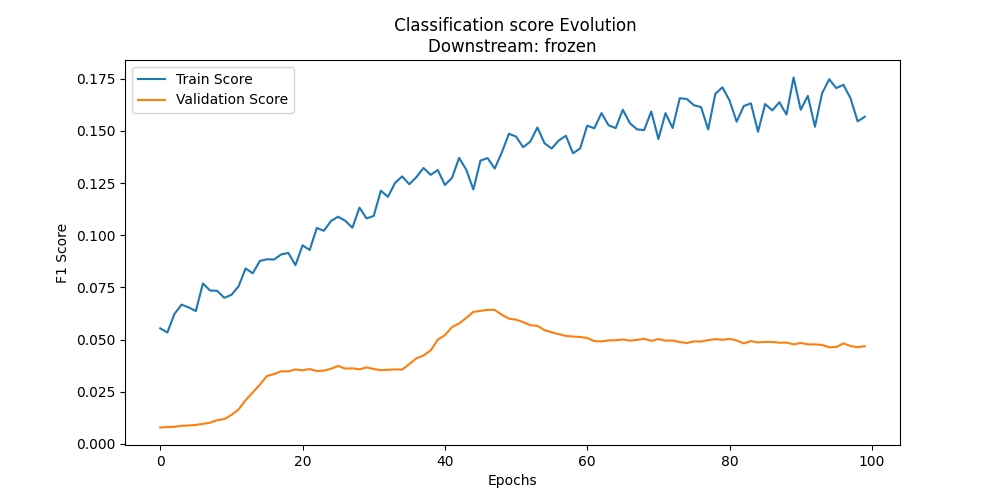 Classification score Evolution
Downstream: frozen
Train Score
Validation Score
F1 Score
0.175
0.150
0.125
0.100
0.075
0.050
0.025
0.000
0 20 40 60 80 100
Epochs